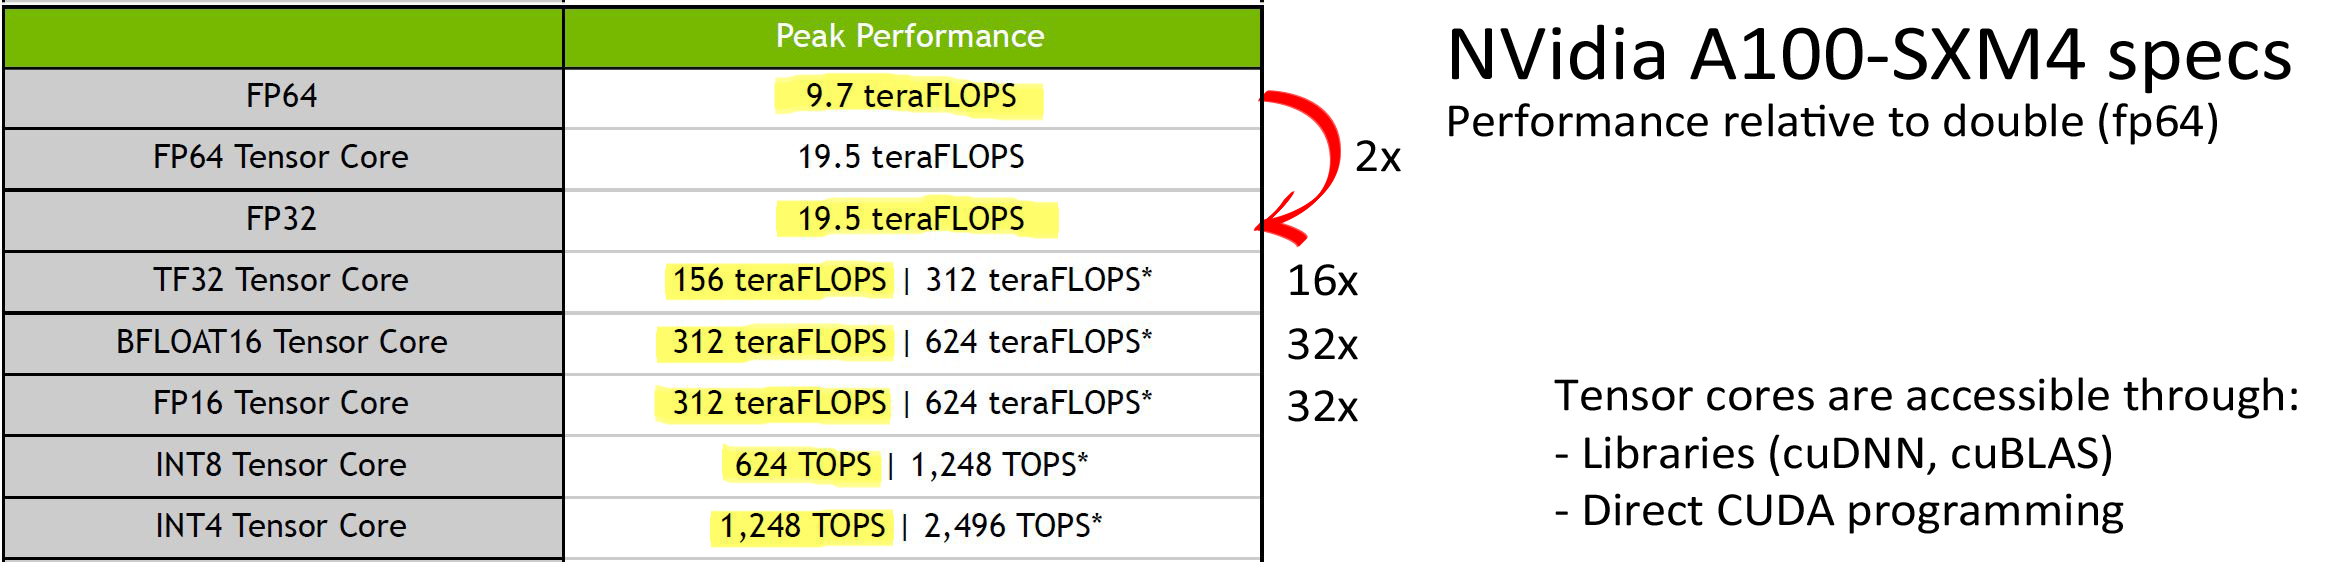 Peak Performance
FP64 9.7 teraFLOPS
FP64 Tensor Core 19.5 teraFLOPS
FP32 19.5 teraFLOPS
TF32 Tensor Core 156 teraFLOPS | 312 teraFLOPS*
BFLOAT16 Tensor Core 312 teraFLOPS | 624 teraFLOPS*
FP16 Tensor Core 312 teraFLOPS | 624 teraFLOPS*
INT8 Tensor Core 624 TOPS | 1,248 TOPS*
INT4 Tensor Core 1,248 TOPS | 2,496 TOPS*
2x
16x
32x
32x
NVidia A100-SXM4 specs
Performance relative to double (fp64)
Tensor cores are accessible through:
- Libraries (cuDNN, cuBLAS)
- Direct CUDA programming